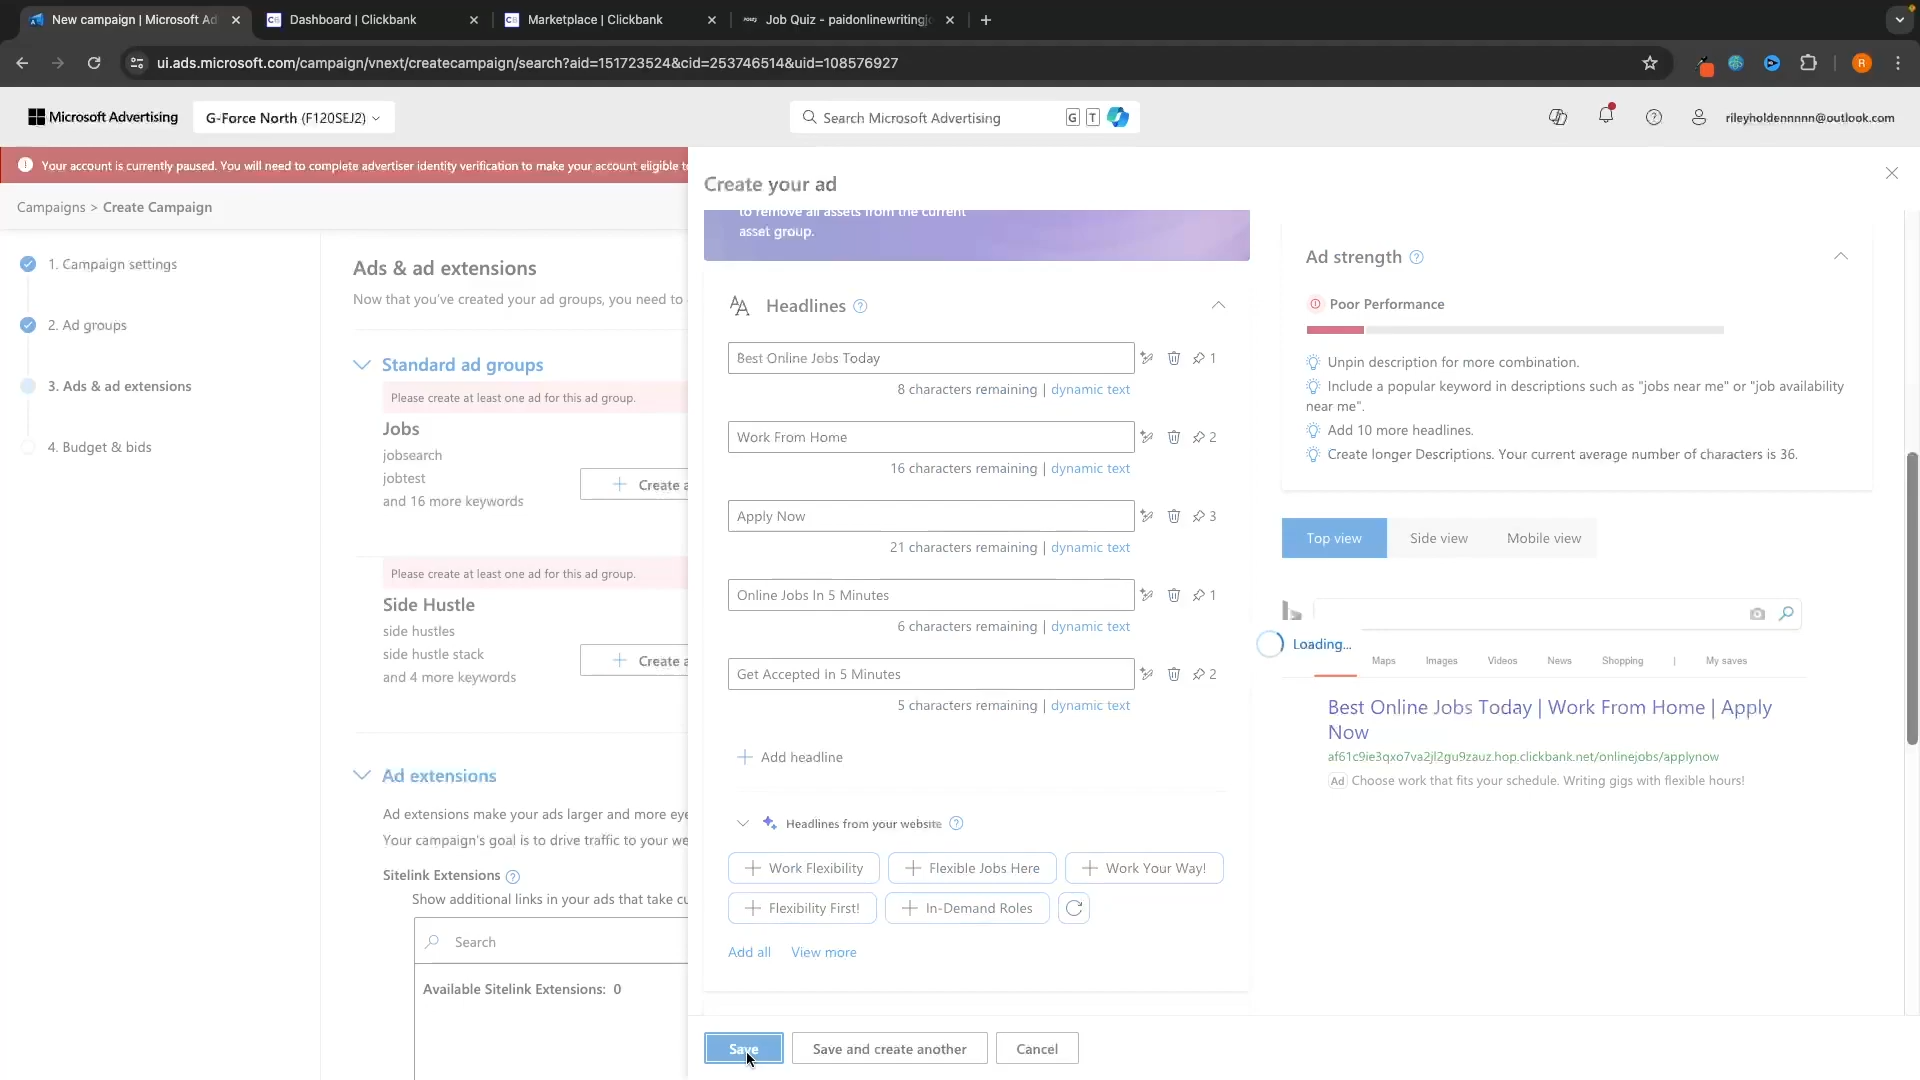 New campaign | Microsoft Ad
Dashboard | Clickbank
Marketplace | Clickbank
Job Quiz - paidonlinewritingj
ui.ads.microsoft.com/campaign/vnext/createcampaign/search?aid=151723524&cid=253746514&uid=108576927
R
Microsoft Advertising
G-Force North (F120SEJ2)
Search Microsoft Advertising
G
T
rileyholdennnnn@outlook.com
Your account is currently paused. You will need to complete advertiser identity verification to make your account eligible to
Campaigns > Create Campaign
1. Campaign settings
2. Ad groups
3. Ads & ad extensions
4. Budget & bids
Ads & ad extensions
Now that you've created your ad groups, you need to
Standard ad groups
Please create at least one ad for this ad group.
Jobs
jobsearch
jobtest
and 16 more keywords
Create a
Please create at least one ad for this ad group.
Side Hustle
side hustles
side hustle stack
and 4 more keywords
Create a
Ad extensions
Ad extensions make your ads larger and more eye
Your campaign's goal is to drive traffic to your we
Sitelink Extensions
Show additional links in your ads that take cu
Search
Available Sitelink Extensions: 0
Create your ad
to remove all assets from the current
asset group.
Headlines
Best Online Jobs Today
1
8 characters remaining | dynamic text
Work From Home
2
16 characters remaining | dynamic text
Apply Now
3
21 characters remaining | dynamic text
Online Jobs In 5 Minutes
1
6 characters remaining | dynamic text
Get Accepted In 5 Minutes
2
5 characters remaining | dynamic text
Add headline
Headlines from your website
Work Flexibility
Flexible Jobs Here
Work Your Way!
Flexibility First!
In-Demand Roles
Add all
View more
Save
Save and create another
Cancel
Ad strength
Poor Performance
Unpin description for more combination.
Include a popular keyword in descriptions such as "jobs near me" or "job availability
near me".
Add 10 more headlines.
Create longer Descriptions. Your current average number of characters is 36.
Top view
Side view
Mobile view
Loading...
Maps
Images
Videos
News
Shopping
|
My saves
Best Online Jobs Today | Work From Home | Apply
Now
af61c9ie3qxo7va2jl2gu9zauz.hop.clickbank.net/onlinejobs/applynow
Ad Choose work that fits your schedule. Writing gigs with flexible hours!